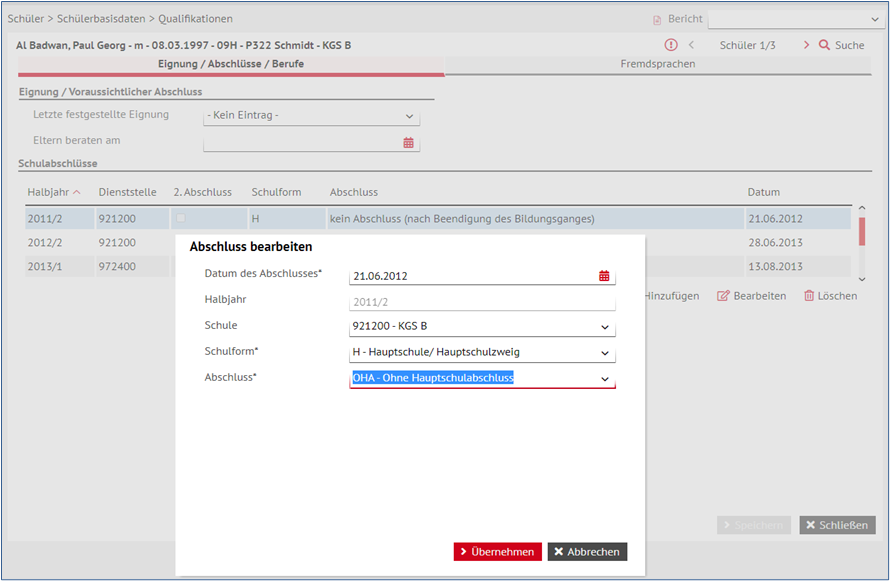 Schüler > Schülerbasisdaten > Qualifikationen
Bericht
Al Badwan, Paul Georg - m - 08.03.1997 - 09H - P322 Schmidt - KGS B
Schüler 1/3
Suche
Eignung / Abschlüsse / Berufe
Fremdsprachen
Eignung / Voraussichtlicher Abschluss
Letzte festgestellte Eignung
- Kein Eintrag -
Eltern beraten am
Schulabschlüsse
Halbjahr Dienststelle 2. Abschluss Schulform Abschluss Datum
2011/2 921200 H kein Abschluss (nach Beendigung des Bildungsganges) 21.06.2012
2012/2 921200 28.06.2013
2013/1 972400 13.08.2013
Hinzufügen Bearbeiten Löschen
Abschluss bearbeiten
Datum des Abschlusses* 21.06.2012
Halbjahr 2011/2
Schule 921200 - KGS B
Schulform* H - Hauptschule/ Hauptschulzweig
Abschluss* OHA - Ohne Hauptschulabschluss
Speichern Schließen
Übernehmen Abbrechen